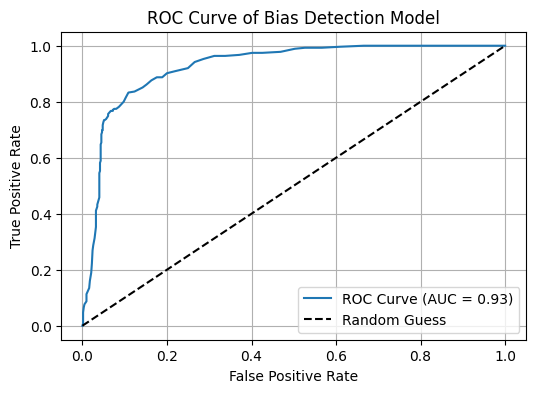 ROC Curve of Bias Detection Model
True Positive Rate
1.0
0.8
0.6
0.4
0.2
0.0
ROC Curve (AUC = 0.93)
Random Guess
0.0 0.2 0.4 0.6 0.8 1.0
False Positive Rate